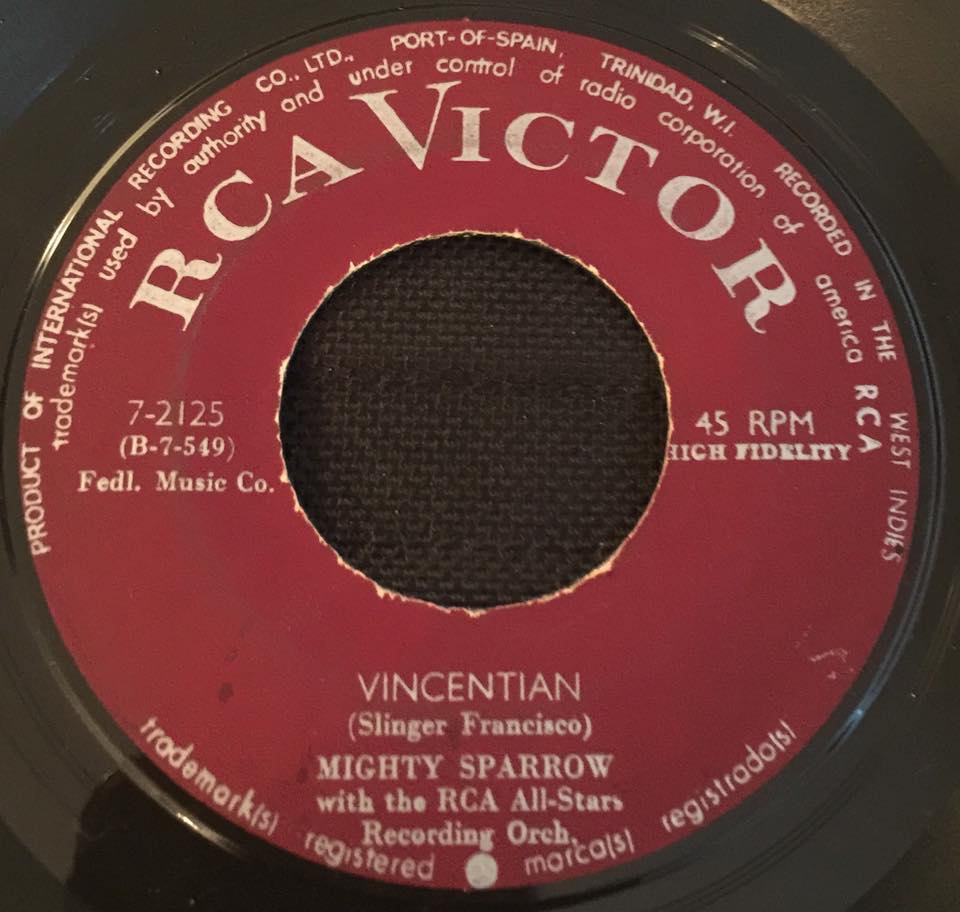 PRODUCT OF INTERNATIONAL RECORDING CO., LTD., PORT-OF-SPAIN, TRINIDAD, W.I. RECORDED IN THE WEST INDIES
trademark(s) used by authority and under control of radio corporation of america RCA
RCA VICTOR
7-2125
(B-7-549)
Fedl. Music Co.
45 RPM
HIGH FIDELITY
VINCENTIAN
(Slinger Francisco)
MIGHTY SPARROW
with the RCA All-Stars
Recording Orch.
trademark(s) registered marca(s) registrado(s)